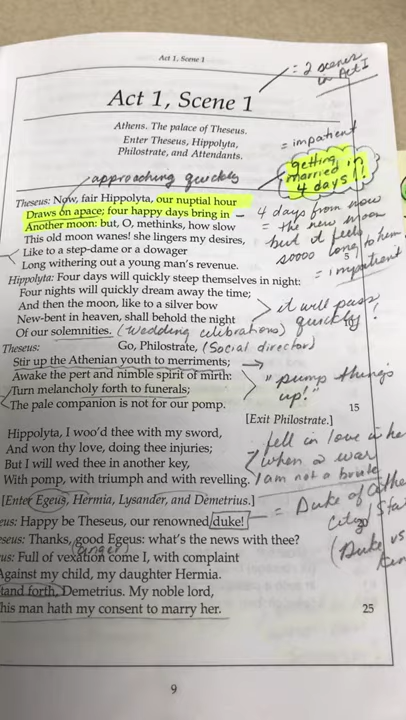 Act 1, Scene 1
= 2 scenes in Act I
Act 1, Scene 1
Athens. The palace of Theseus.
Enter Theseus, Hippolyta,
Philostrate, and Attendants.
= impatient
getting
married in
4 days!
approaching quickly
Theseus: Now, fair Hippolyta, our nuptial hour
Draws on apace; four happy days bring in
Another moon: but, O, methinks, how slow
This old moon wanes! she lingers my desires,
Like to a step-dame or a dowager
Long withering out a young man's revenue.
4 days from now
= the new moon
but it feels
soooo long to him
= impatient
5
Hippolyta: Four days will quickly steep themselves in night:
Four nights will quickly dream away the time;
And then the moon, like to a silver bow
New-bent in heaven, shall behold the night
Of our solemnities. (wedding celebrations)
it will pass
quickly!
10
Theseus: Go, Philostrate, (Social director)
Stir up the Athenian youth to merriments;
Awake the pert and nimble spirit of mirth:
Turn melancholy forth to funerals;
The pale companion is not for our pomp.
"pump things
up!"
15
[Exit Philostrate.]
Hippolyta, I woo'd thee with my sword,
And won thy love, doing thee injuries;
But I will wed thee in another key,
With pomp, with triumph and with revelling.
fell in love
when @ war
I am not a brute
[Enter Egeus, Hermia, Lysander, and Demetrius.]
eus: Happy be Theseus, our renowned duke!
= Duke of
City/
(Duke vs
eseus: Thanks, good Egeus: what's the news with thee?
(anger)
us: Full of vexation come I, with complaint
Against my child, my daughter Hermia.
tand forth, Demetrius. My noble lord,
his man hath my consent to marry her.
25
9